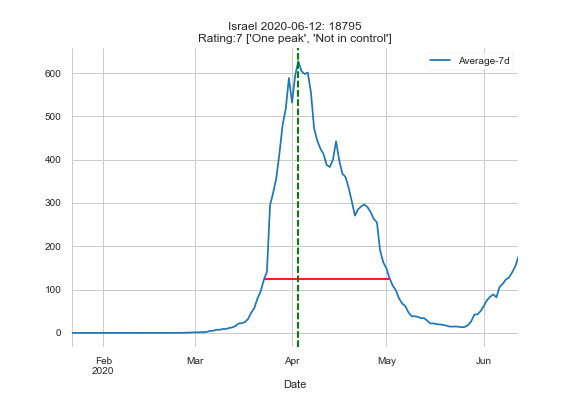 Israel 2020-06-12: 18795
Rating:7 ['One peak', 'Not in control']
Average-7d
600
500
400
300
200
100
0
Feb
2020
Mar
Apr
May
Jun
Date